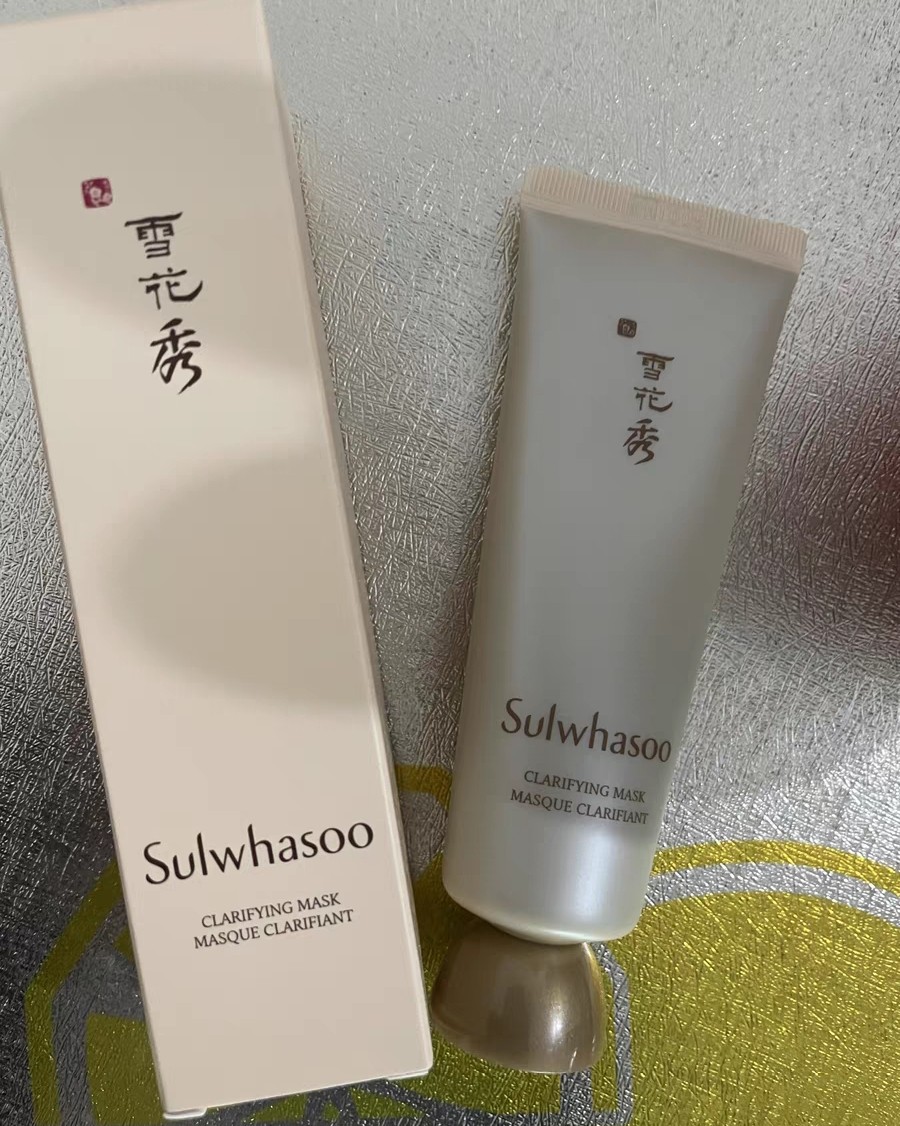 雪花秀
Sulwhasoo
CLARIFYING MASK
MASQUE CLARIFIANT
雪花秀
Sulwhasoo
CLARIFYING MASK
MASQUE CLARIFIANT